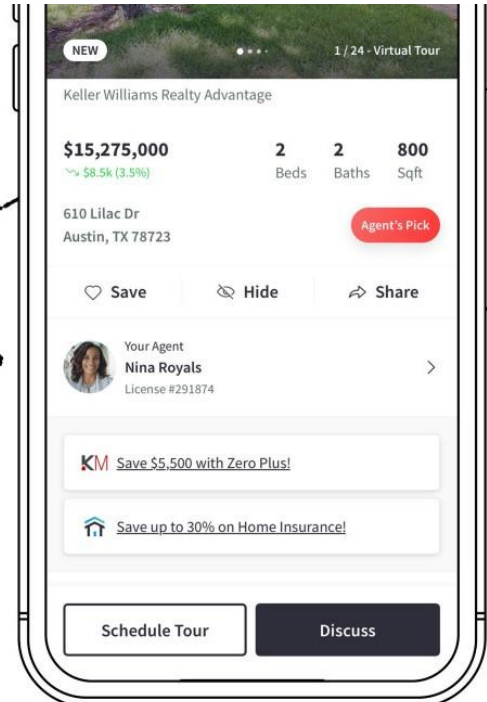 NEW
1 / 24 - Virtual Tour
Keller Williams Realty Advantage
$15,275,000
$8.5k (3.5%)
2
Beds
2
Baths
800
Sqft
610 Lilac Dr
Austin, TX 78723
Agent's Pick
Save
Hide
Share
Your Agent
Nina Royals
License #291874
KM Save $5,500 with Zero Plus!
Save up to 30% on Home Insurance!
Schedule Tour
Discuss